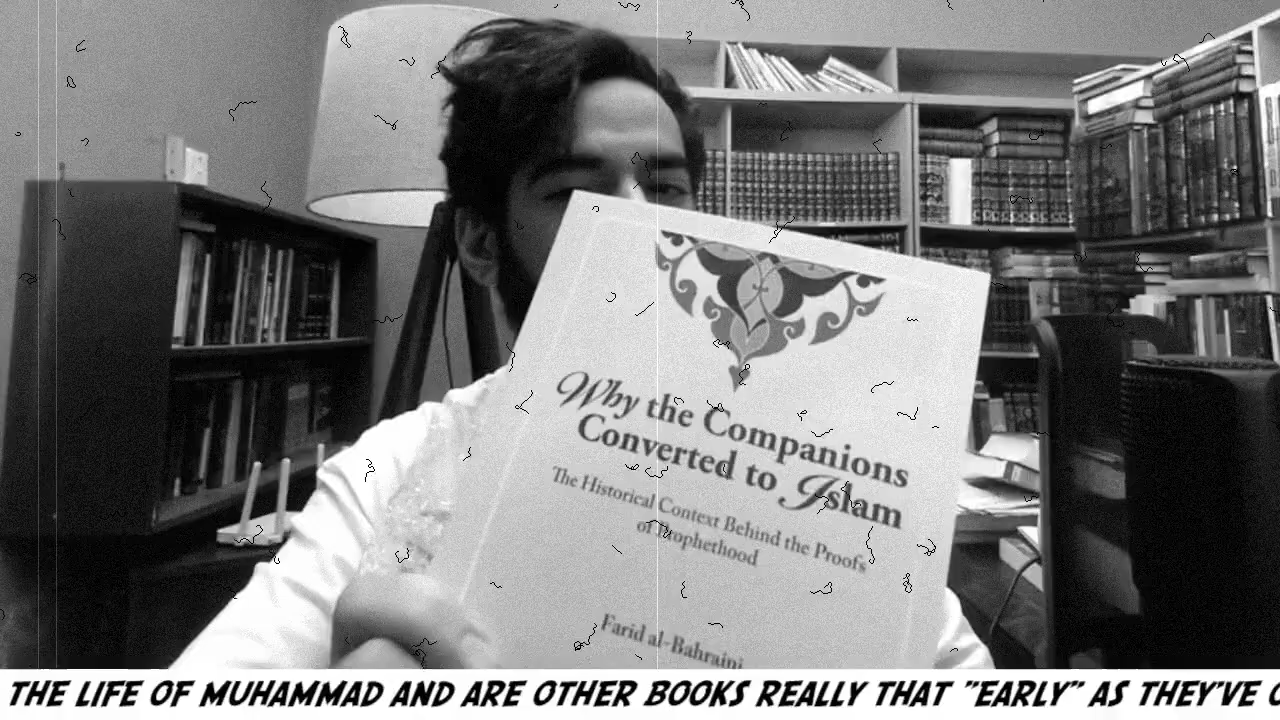 Why the Companions
Converted to Islam
The Historical Context Behind the Proofs
of Prophethood
Farid al-Bahraini
THE LIFE OF MUHAMMAD AND ARE OTHER BOOKS REALLY THAT "EARLY" AS THEY'VE